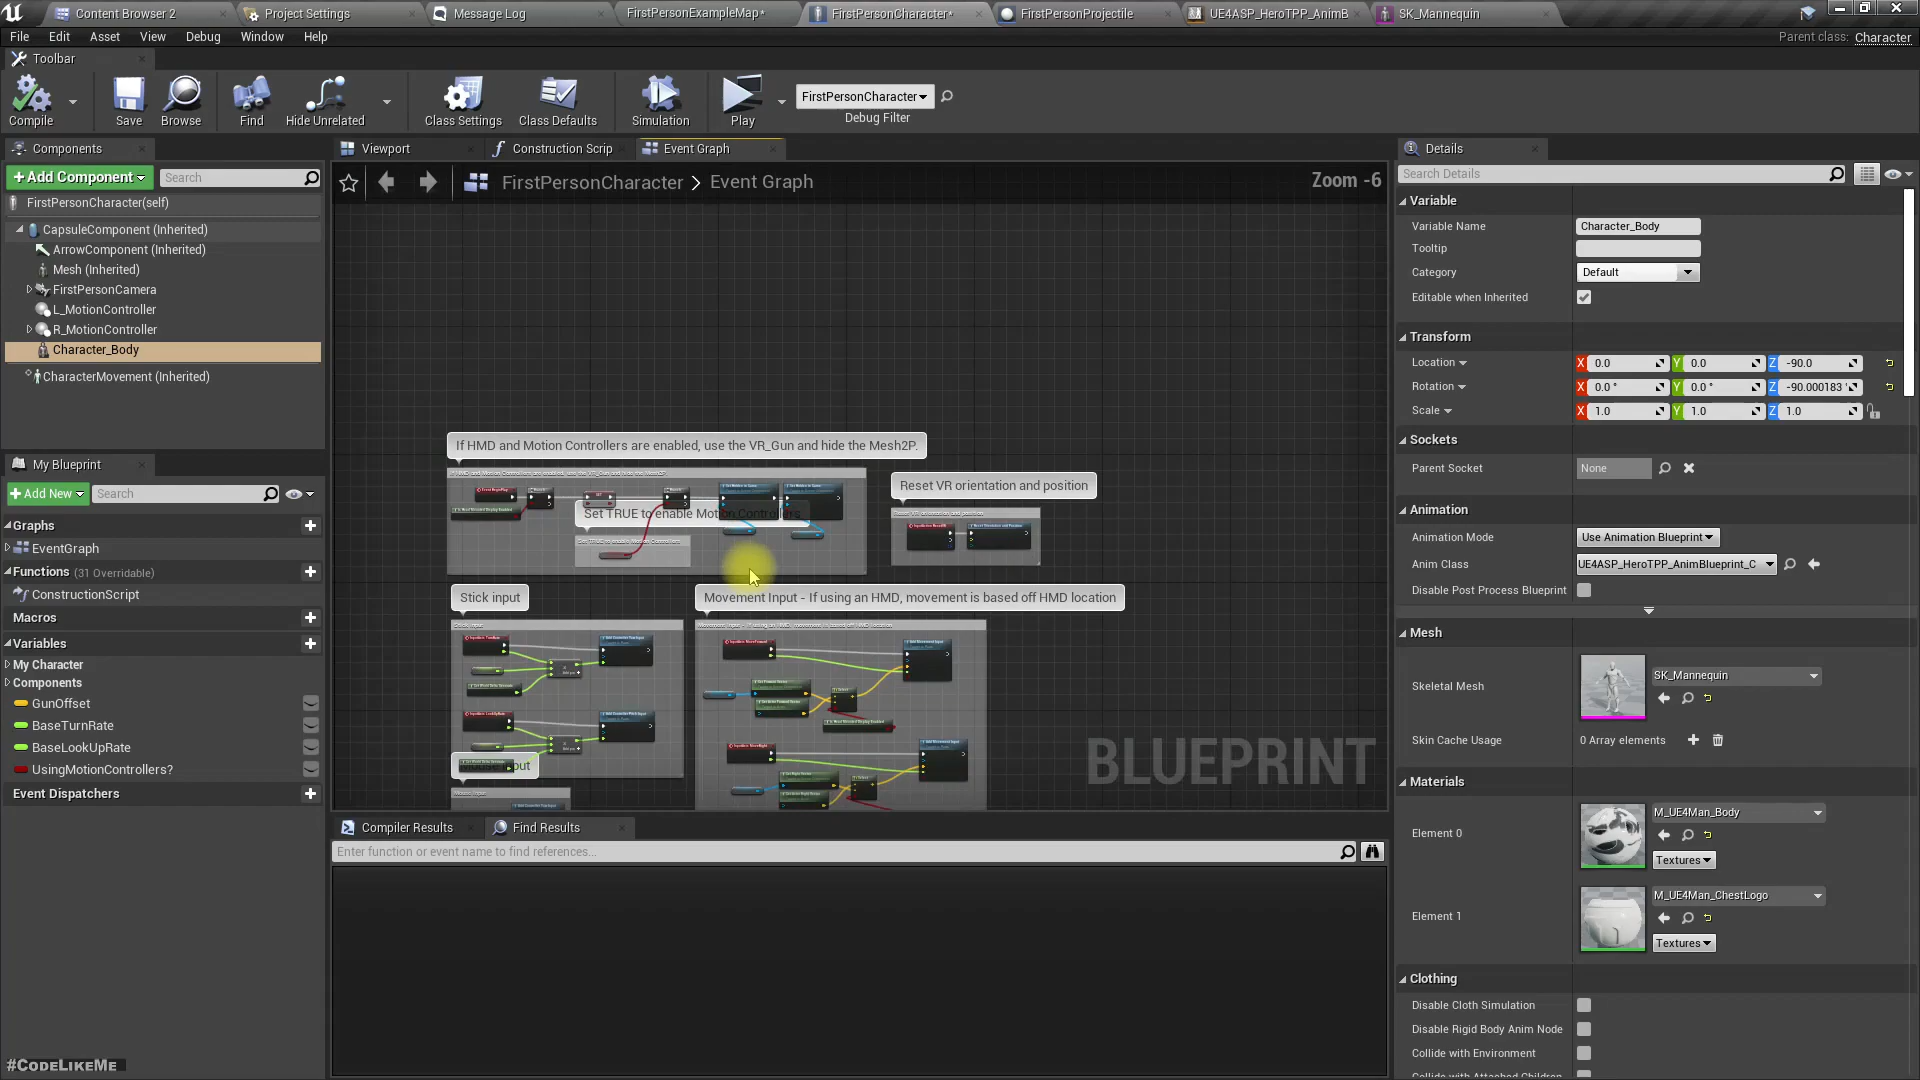 Content Browser 2
Project Settings
Message Log
FirstPersonExampleMap*
FirstPersonCharacter*
FirstPersonProjectile
UE4ASP_HeroTPP_AnimB
SK_Mannequin
File Edit Asset View Debug Window Help
Parent class: Character
Toolbar
Compile
Save
Browse
Find
Hide Unrelated
Class Settings
Class Defaults
Simulation
Play
FirstPersonCharacter
Debug Filter
Components
+ Add Component
Search
FirstPersonCharacter(self)
CapsuleComponent (Inherited)
ArrowComponent (Inherited)
Mesh (Inherited)
FirstPersonCamera
L_MotionController
R_MotionController
Character_Body
CharacterMovement (Inherited)
My Blueprint
+ Add New
Search
Graphs
EventGraph
Functions (31 Overridable)
ConstructionScript
Macros
Variables
My Character
Components
GunOffset
BaseTurnRate
BaseLookUpRate
UsingMotionControllers?
Event Dispatchers
#CodeLikeMe
Viewport
Construction Scrip
Event Graph
FirstPersonCharacter > Event Graph
Zoom -6
If HMD and Motion Controllers are enabled, use the VR_Gun and hide the Mesh2P.
Set TRUE to enable Motion Controllers
Reset VR orientation and position
Stick input
Movement Input - If using an HMD, movement is based off HMD location
BLUEPRINT
Compiler Results
Find Results
Enter function or event name to find references...
Details
Search Details
Variable
Variable Name Character_Body
Tooltip
Category Default
Editable when Inherited
Transform
Location X 0.0 Y 0.0 Z -90.0
Rotation X 0.0 ° Y 0.0 ° Z -90.000183 °
Scale X 1.0 Y 1.0 Z 1.0
Sockets
Parent Socket None
Animation
Animation Mode Use Animation Blueprint
Anim Class UE4ASP_HeroTPP_AnimBlueprint_C
Disable Post Process Blueprint
Mesh
Skeletal Mesh SK_Mannequin
Skin Cache Usage 0 Array elements
Materials
Element 0 M_UE4Man_Body
Textures
Element 1 M_UE4Man_ChestLogo
Textures
Clothing
Disable Cloth Simulation
Disable Rigid Body Anim Node
Collide with Environment
Collide with Attached Children